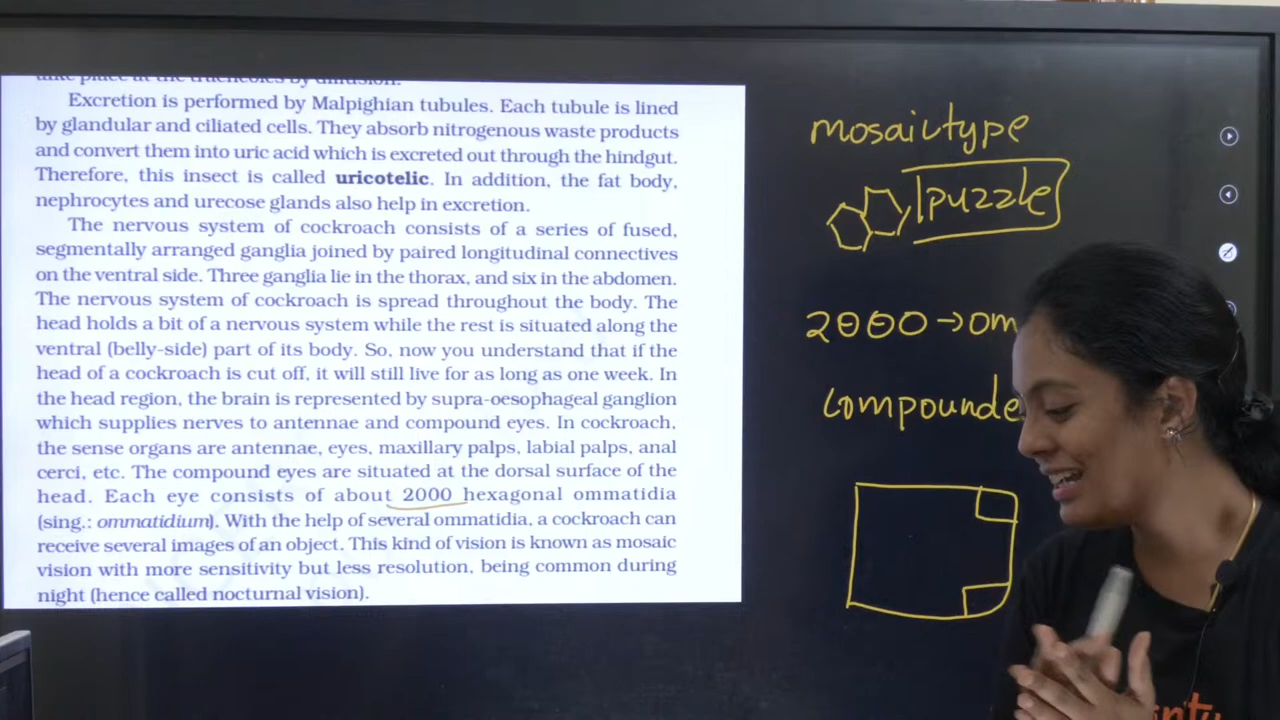 take place at the tracheoles by diffusion.
Excretion is performed by Malpighian tubules. Each tubule is lined
by glandular and ciliated cells. They absorb nitrogenous waste products
and convert them into uric acid which is excreted out through the hindgut.
Therefore, this insect is called uricotelic. In addition, the fat body,
nephrocytes and urecose glands also help in excretion.
The nervous system of cockroach consists of a series of fused,
segmentally arranged ganglia joined by paired longitudinal connectives
on the ventral side. Three ganglia lie in the thorax, and six in the abdomen.
The nervous system of cockroach is spread throughout the body. The
head holds a bit of a nervous system while the rest is situated along the
ventral (belly-side) part of its body. So, now you understand that if the
head of a cockroach is cut off, it will still live for as long as one week. In
the head region, the brain is represented by supra-oesophageal ganglion
which supplies nerves to antennae and compound eyes. In cockroach,
the sense organs are antennae, eyes, maxillary palps, labial palps, anal
cerci, etc. The compound eyes are situated at the dorsal surface of the
head. Each eye consists of about 2000 hexagonal ommatidia
(sing.: ommatidium). With the help of several ommatidia, a cockroach can
receive several images of an object. This kind of vision is known as mosaic
vision with more sensitivity but less resolution, being common during
night (hence called nocturnal vision).
mosaic type
puzzle
2000 → om
compounde